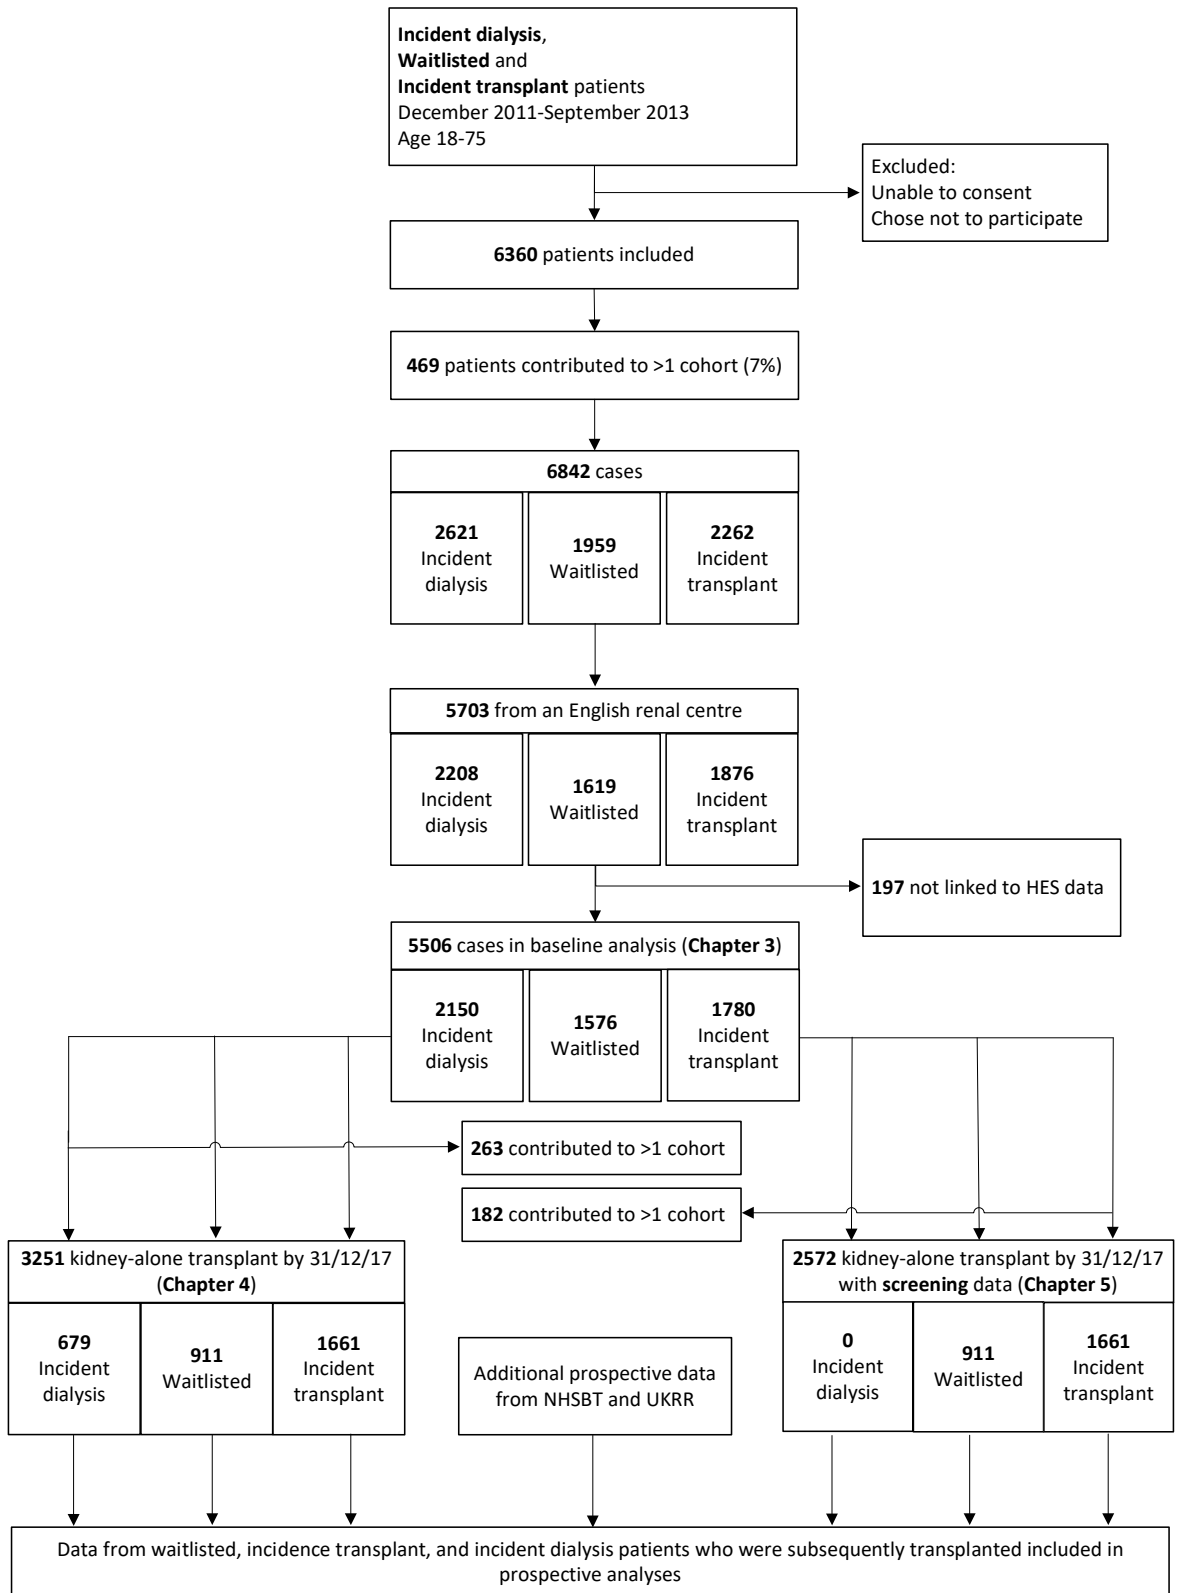 Incident dialysis,
Waitlisted and
Incident transplant patients
December 2011-September 2013
Age 18-75
Excluded:
Unable to consent
Chose not to participate
6360 patients included
469 patients contributed to >1 cohort (7%)
6842 cases
2621
Incident
dialysis
1959
Waitlisted
2262
Incident
transplant
5703 from an English renal centre
2208
Incident
dialysis
1619
Waitlisted
1876
Incident
transplant
197 not linked to HES data
5506 cases in baseline analysis (Chapter 3)
2150
Incident
dialysis
1576
Waitlisted
1780
Incident
transplant
263 contributed to >1 cohort
182 contributed to >1 cohort
3251 kidney-alone transplant by 31/12/17
(Chapter 4)
679
Incident
dialysis
911
Waitlisted
1661
Incident
transplant
Additional prospective data
from NHSBT and UKRR
2572 kidney-alone transplant by 31/12/17
with screening data (Chapter 5)
0
Incident
dialysis
911
Waitlisted
1661
Incident
transplant
Data from waitlisted, incidence transplant, and incident dialysis patients who were subsequently transplanted included in
prospective analyses